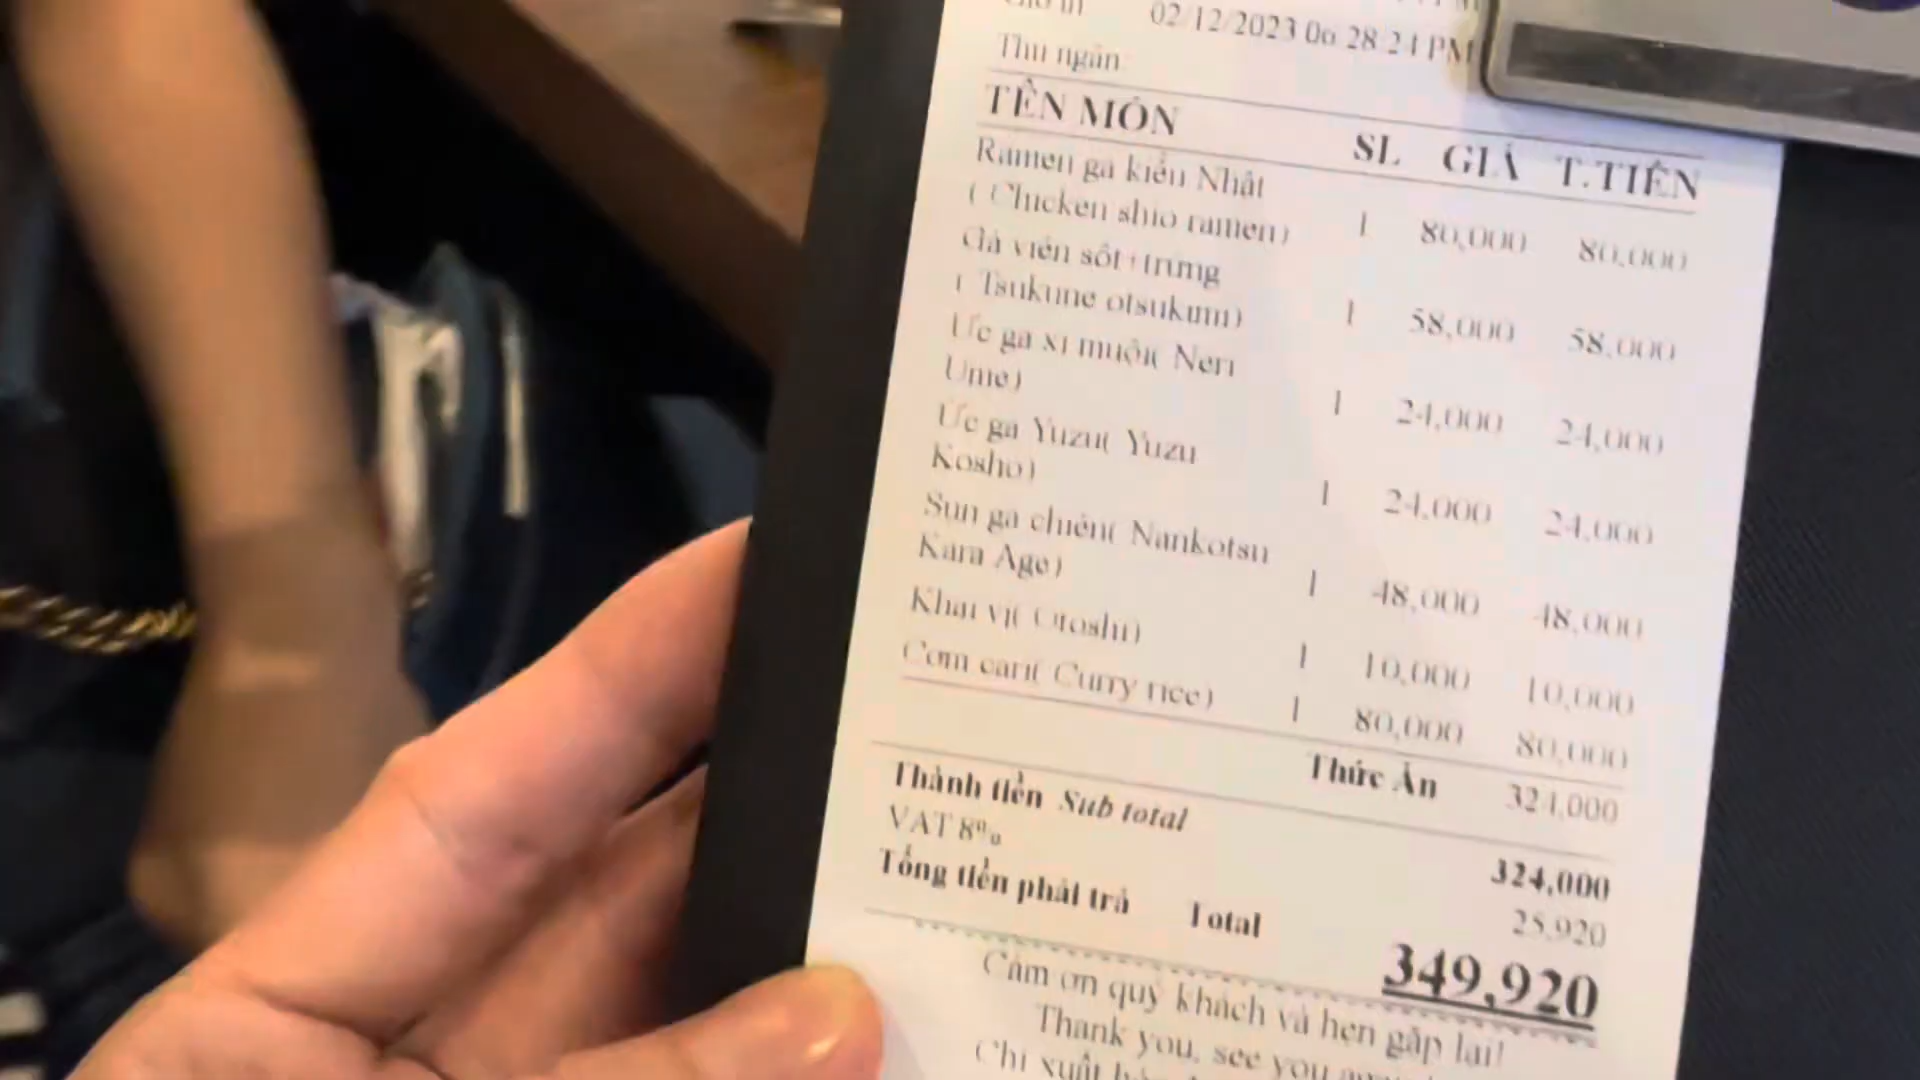 02/12/2023 06 28:24 PM
Thu ngân:
TÊN MÓN SL GIÁ T.TIỀN
Ramen gà kiểu Nhật
( Chicken shio ramen) 1 80,000 80,000
Gà viên sốt+trứng
( Tsukune otsukimi) 1 58,000 58,000
Ức gà xí muội( Neri
Ume) 1 24,000 24,000
Ức gà Yuzu( Yuzu
Kosho) 1 24,000 24,000
Sụn gà chiên( Nankotsu
Kara Age) 1 48,000 48,000
Khai vị( Otoshi) 1 10,000 10,000
Cơm cari( Curry rice) 1 80,000 80,000
Thức Ăn 324,000
Thành tiền Sub total 324,000
VAT 8% 25,920
Tổng tiền phải trả Total 349,920
Cảm ơn quý khách và hẹn gặp lại!
Thank you, see you
Chỉ xuất